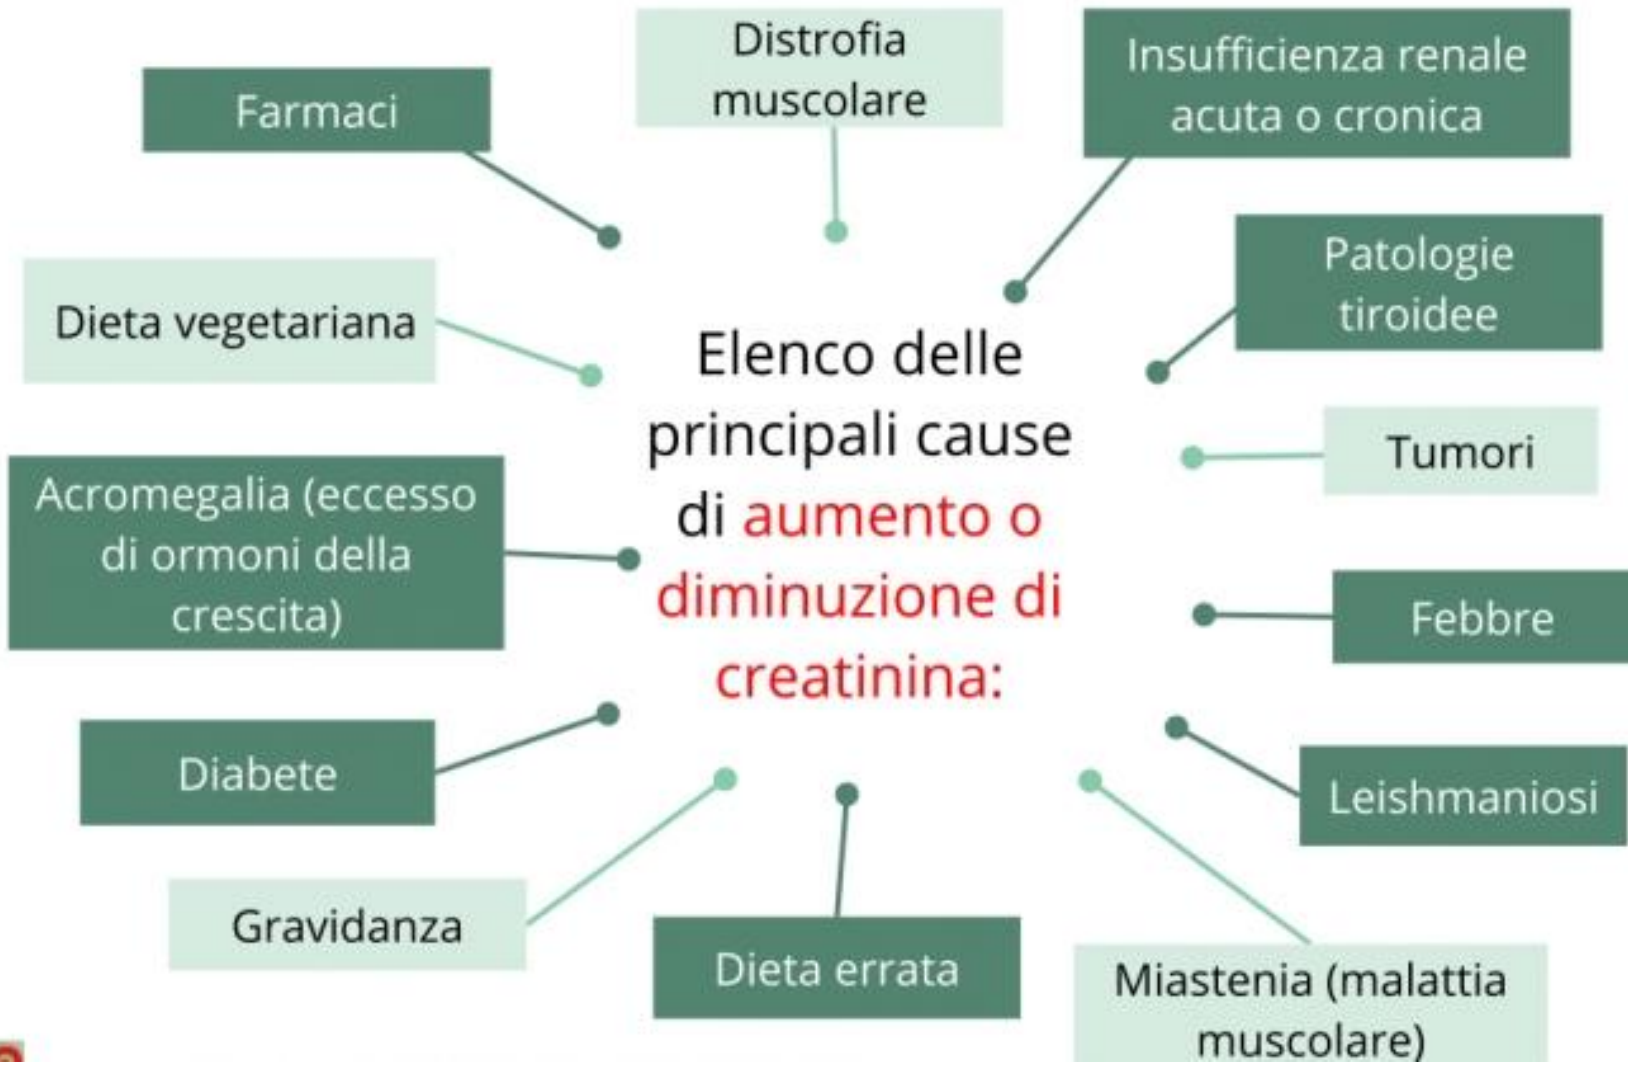 Distrofia
muscolare
Insufficienza renale
acuta o cronica
Farmaci
Patologie
tiroidee
Dieta vegetariana
Elenco delle
principali cause
di aumento o
diminuzione di
creatinina:
Tumori
Acromegalia (eccesso
di ormoni della
crescita)
Febbre
Diabete
Leishmaniosi
Gravidanza
Dieta errata
Miastenia (malattia
muscolare)